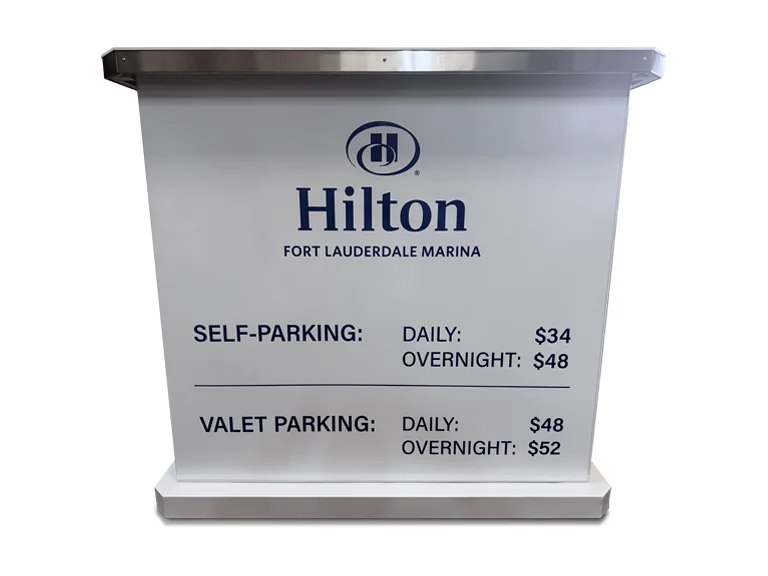 H
®
Hilton
FORT LAUDERDALE MARINA
SELF-PARKING: DAILY: $34
OVERNIGHT: $48
VALET PARKING: DAILY: $48
OVERNIGHT: $52